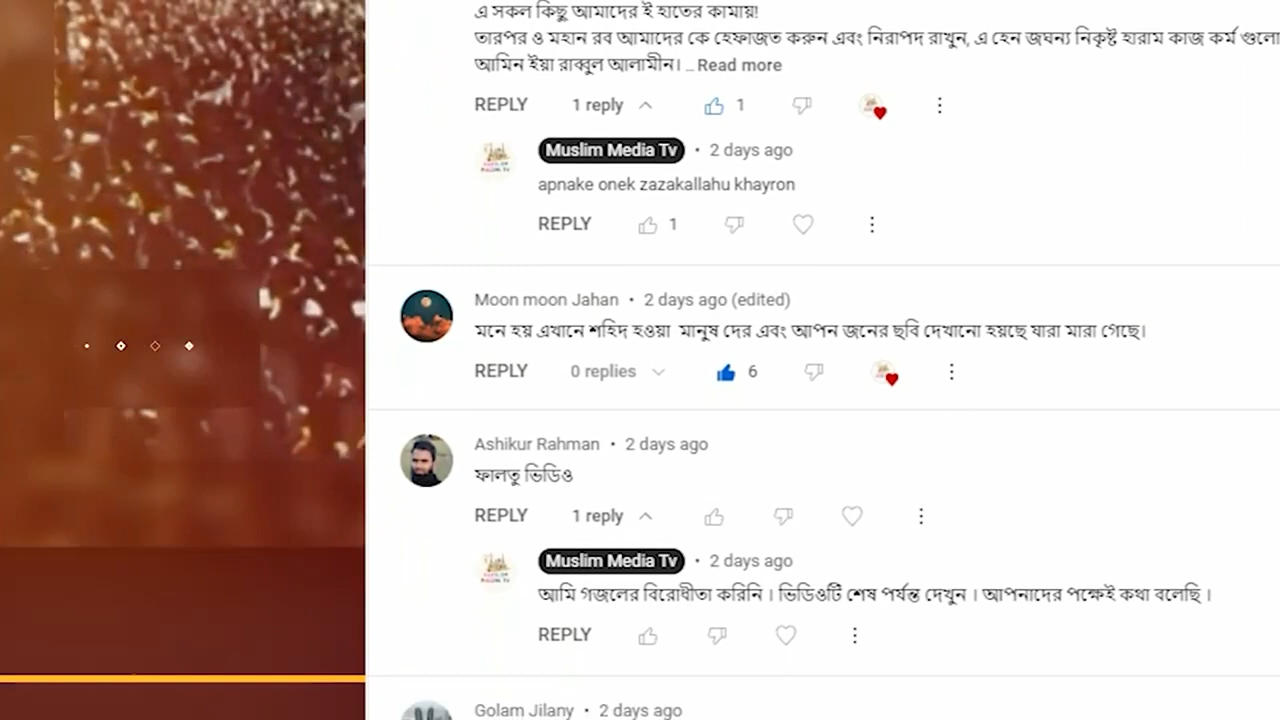 এ সকল কিছু আমাদের ই হাতের কামায়!
তারপর ও মহান রব আমাদের কে হেফাজত করুন এবং নিরাপদ রাখুন, এ হেন জঘন্য নিকৃষ্ট হারাম কাজ কর্ম গুলো
আমিন ইয়া রাব্বুল আলামীন। ... Read more
REPLY 1 reply 1
Muslim Media Tv • 2 days ago
apnake onek zazakallahu khayron
REPLY 1
Moon moon Jahan • 2 days ago (edited)
মনে হয় এখানে শহিদ হওয়া মানুষ দের এবং আপন জনের ছবি দেখানো হয়ছে যারা মারা গেছে।
REPLY 0 replies 6
Ashikur Rahman • 2 days ago
ফালতু ভিডিও
REPLY 1 reply
Muslim Media Tv • 2 days ago
আমি গজলের বিরোধীতা করিনি । ভিডিওটি শেষ পর্যন্ত দেখুন । আপনাদের পক্ষেই কথা বলেছি ।
REPLY
Golam Jilany • 2 days ago